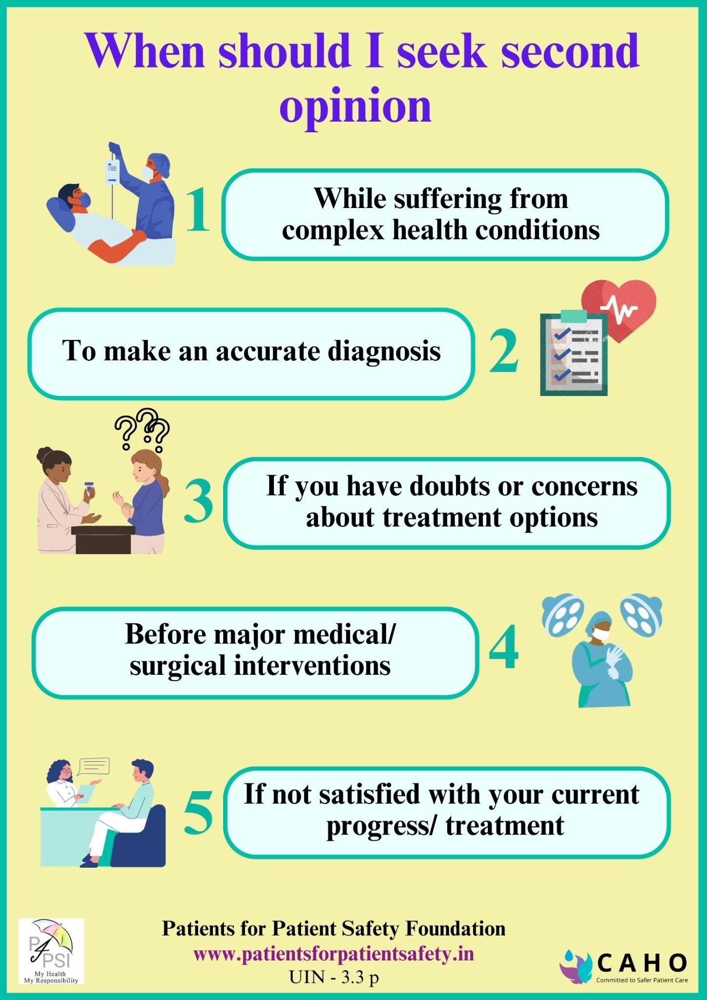 When should I seek second
opinion
1
While suffering from
complex health conditions
To make an accurate diagnosis
2
3
If you have doubts or concerns
about treatment options
Before major medical/
surgical interventions
4
5
If not satisfied with your current
progress/ treatment
P4PSI
My Health
My Responsibility
Patients for Patient Safety Foundation
www.patientsforpatientsafety.in
UIN - 3.3 p
CAHO
Committed to Safer Patient Care